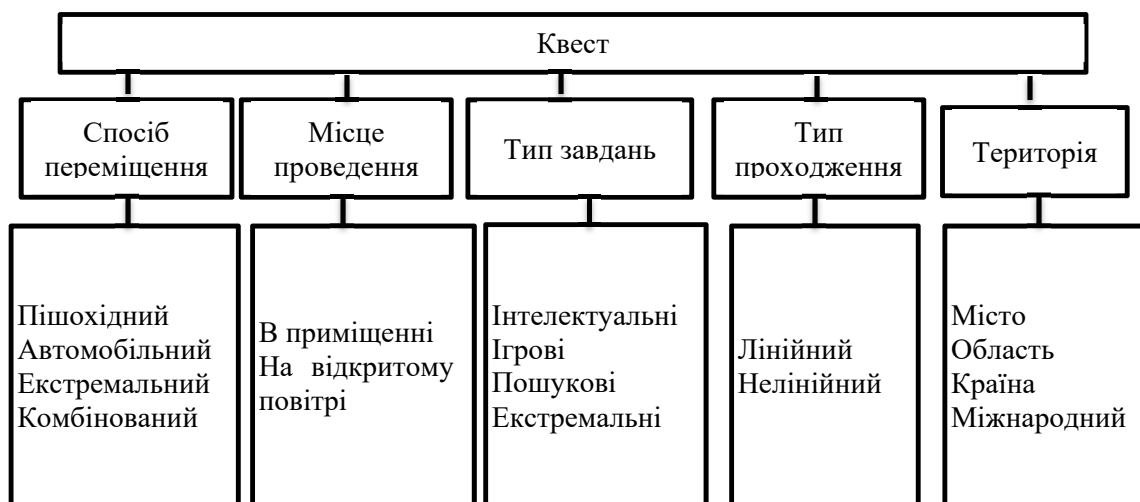 Квест
Спосіб
переміщення
Місце
проведення
Тип завдань
Тип
проходження
Територія
Пішохідний
Автомобільний
Екстремальний
Комбінований
В приміщенні
На відкритому
повітрі
Інтелектуальні
Ігрові
Пошукові
Екстремальні
Лінійний
Нелінійний
Місто
Область
Країна
Міжнародний